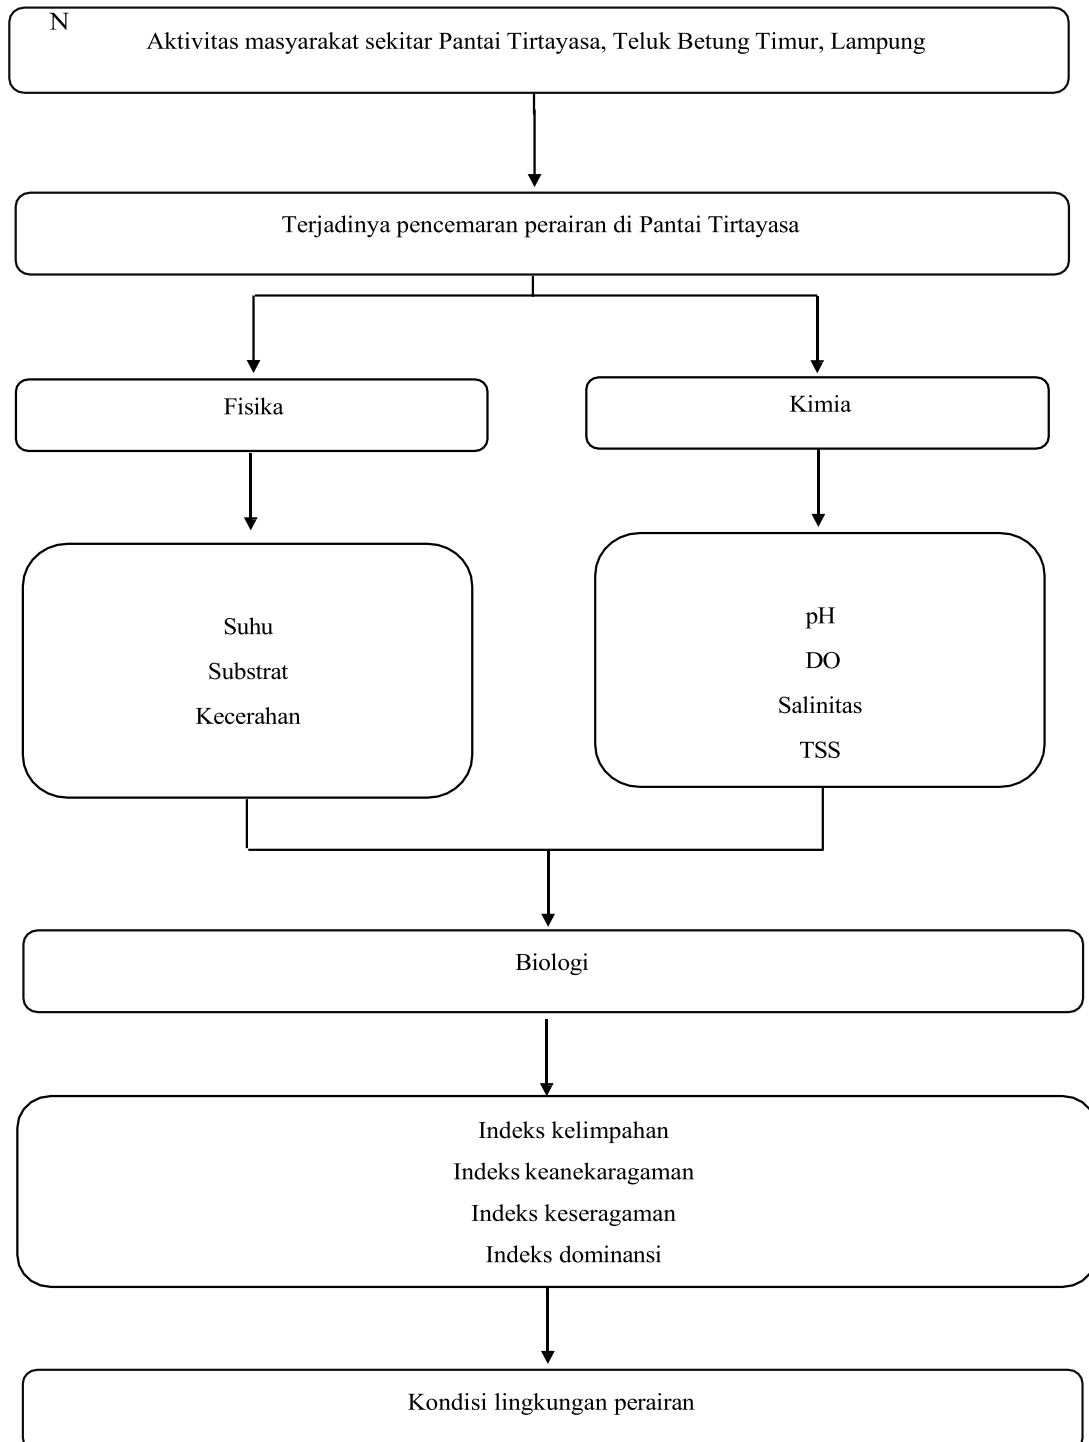 N
Aktivitas masyarakat sekitar Pantai Tirtayasa, Teluk Betung Timur, Lampung
Terjadinya pencemaran perairan di Pantai Tirtayasa
Fisika
Kimia
Suhu
Substrat
Kecerahan
pH
DO
Salinitas
TSS
Biologi
Indeks kelimpahan
Indeks keanekaragaman
Indeks keseragaman
Indeks dominansi
Kondisi lingkungan perairan